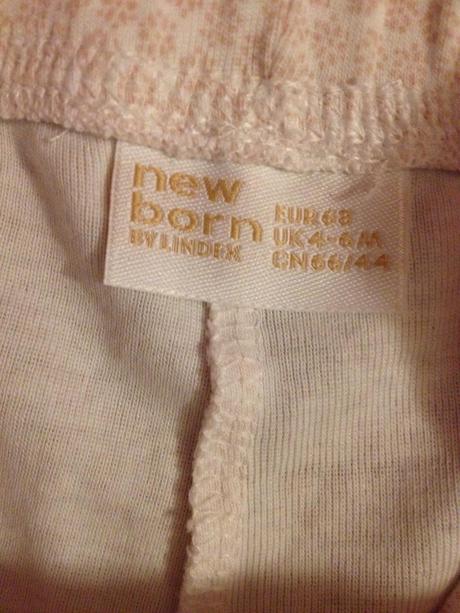 new
born
BY LINDEX
EUR 68
UK 4-6/M
CN 66/44